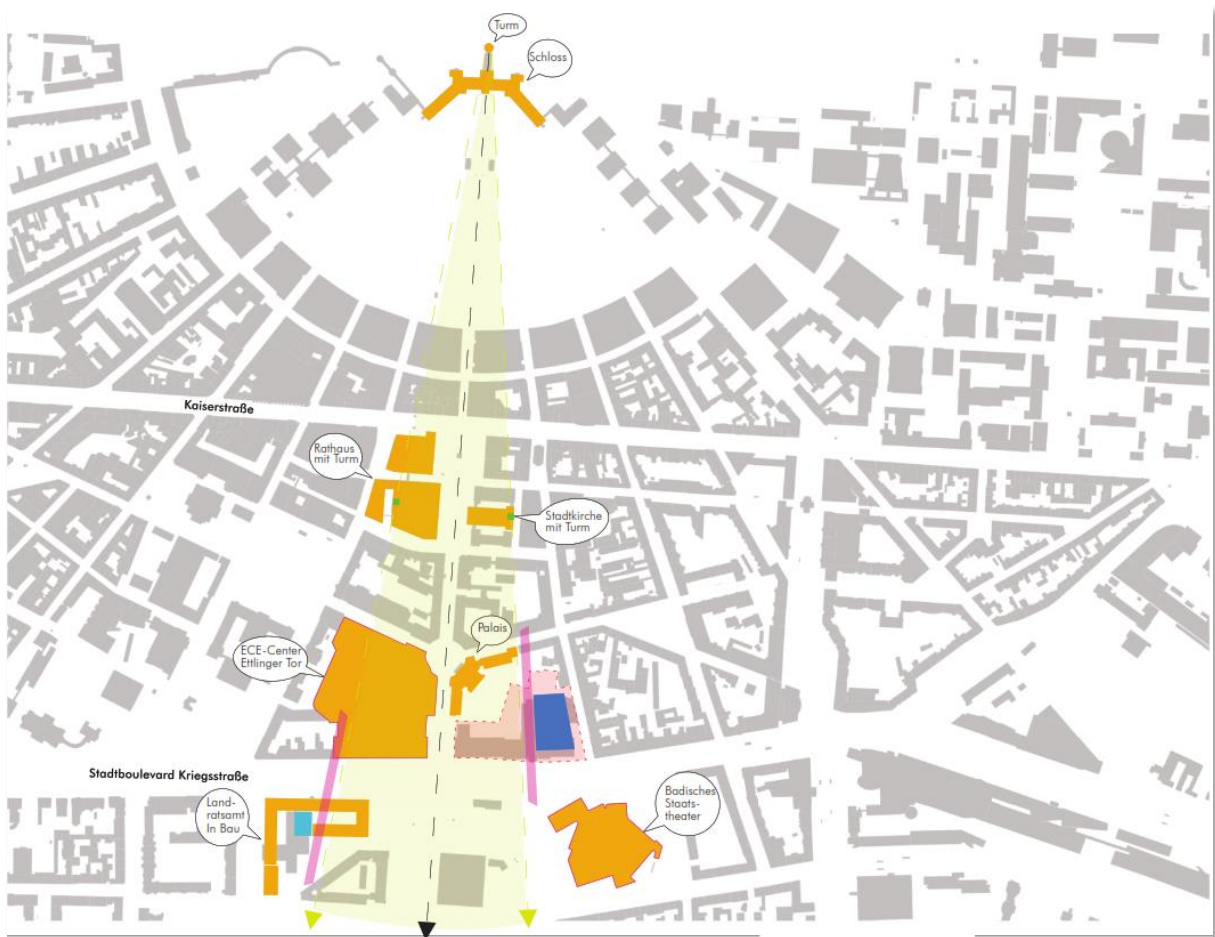 Turm
Schloss
Kaiserstraße
Rathaus
mit Turm
Stadtkirche
mit Turm
Palais
ECE-Center
Ettlinger Tor
Stadtboulevard Kriegsstraße
Land-
ratsamt
In Bau
Badisches
Staats-
theater